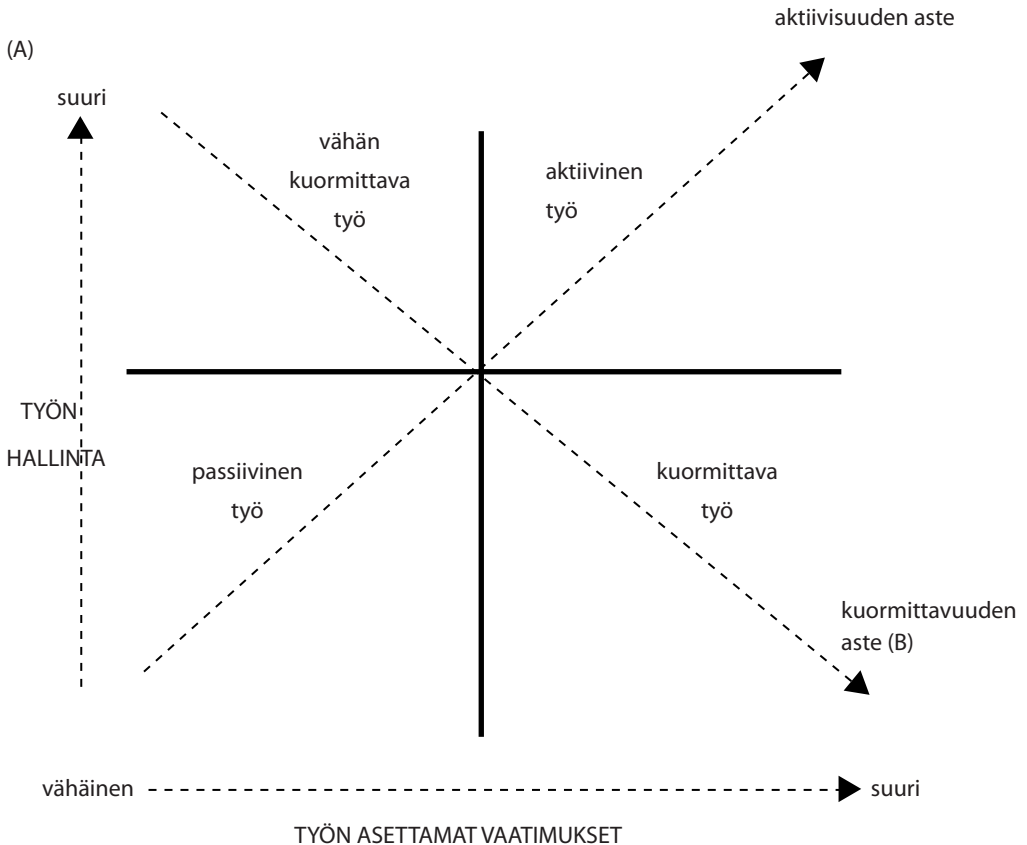 aktiivisuuden aste
(A)
suuri
vähän
kuormittava
työ
aktiivinen
työ
TYÖN
HALLINTA
passiivinen
työ
kuormittava
työ
kuormittavuuden
aste (B)
vähäinen
suuri
TYÖN ASETTAMAT VAATIMUKSET